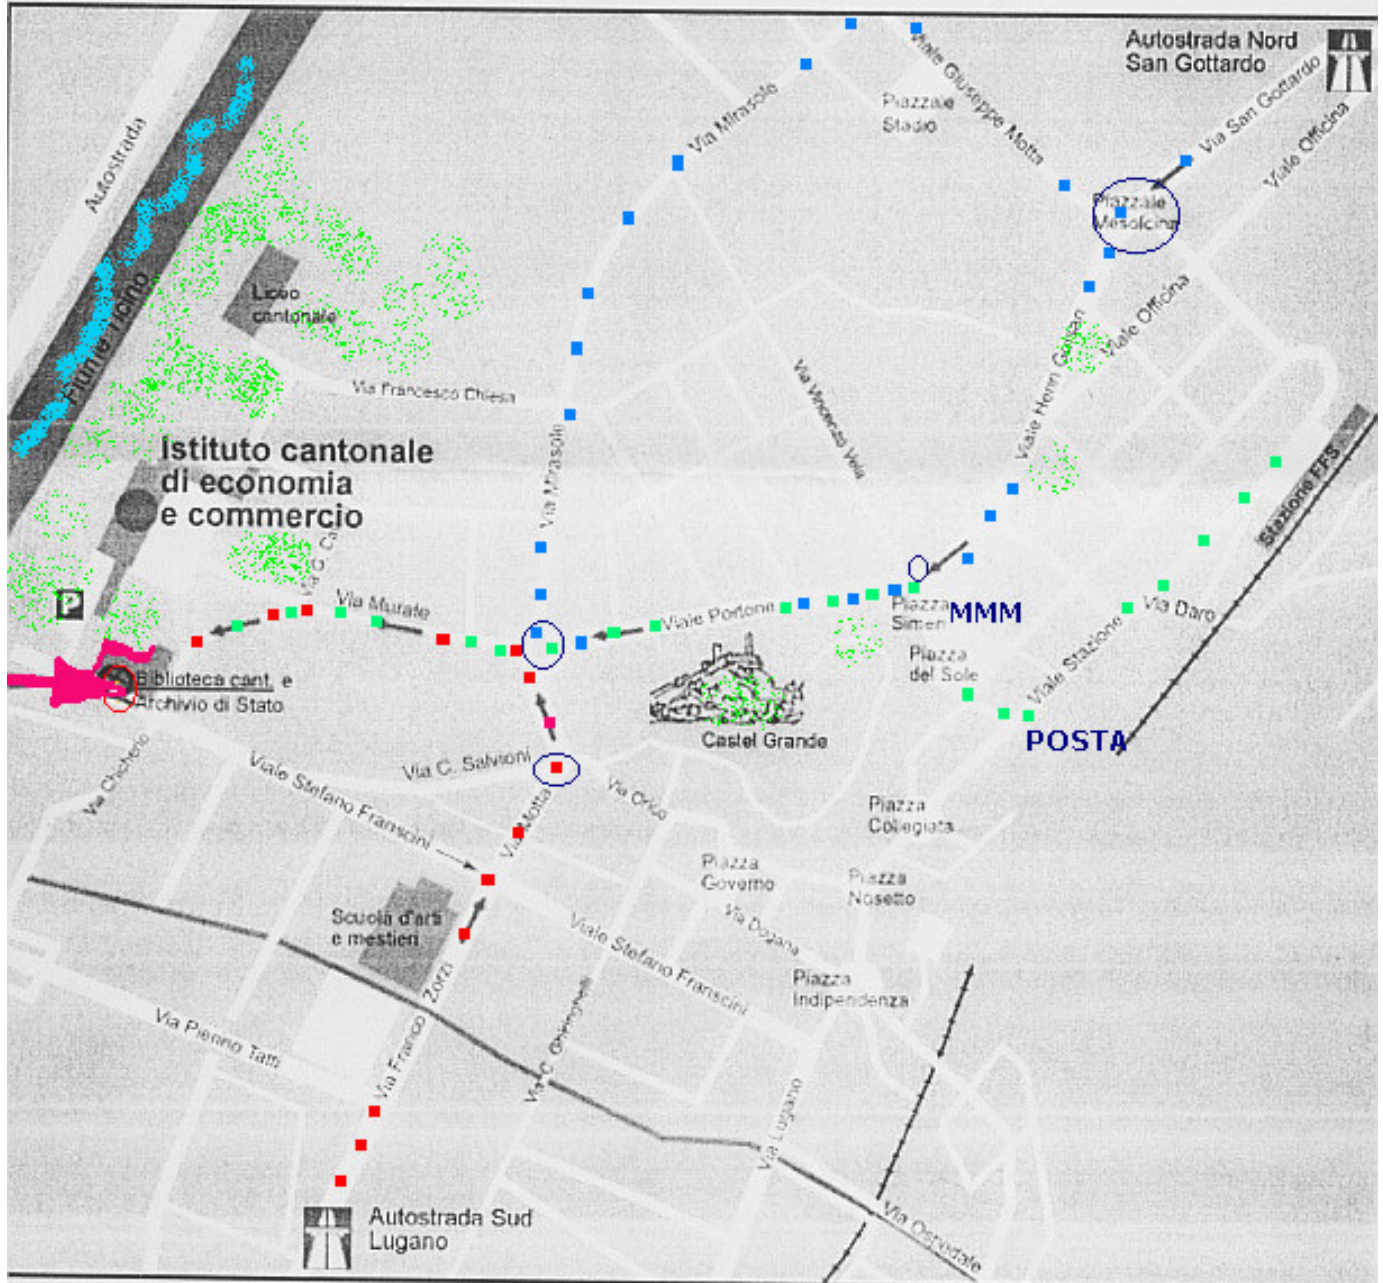 Autostrada Nord
San Gottardo
Viale Giuseppe Motta
Via Mirasole
Piazzale
Stadio
Via San Gottardo
Viale Officina
Autostrada
Piazzale
Mesolcina
Fiume Ticino
Liceo
cantonale
Viale Officina
Via Francesco Chiesa
Via Vincenzo Vela
Viale Henri Guisan
Istituto cantonale
di economia
e commercio
Via Mirasole
Stazione FFS
P
Via Murate
Viale Portone
Piazza
Simen
MMM
Via Daro
Piazza
del Sole
Viale Stazione
Biblioteca cant. e
Archivio di Stato
Castel Grande
POSTA
Via Chicherio
Via C. Salvioni
Viale Stefano Franscini
Via Orico
Via Motta
Piazza
Collegiata
Piazza
Governo
Piazza
Nosetto
Scuola d'arti
e mestieri
Viale Stefano Franscini
Via Dogana
Piazza
Indipendenza
Via Franco Zorzi
Via C. Ghiringhelli
Via Lugano
Autostrada Sud
Lugano
Via Ospedale